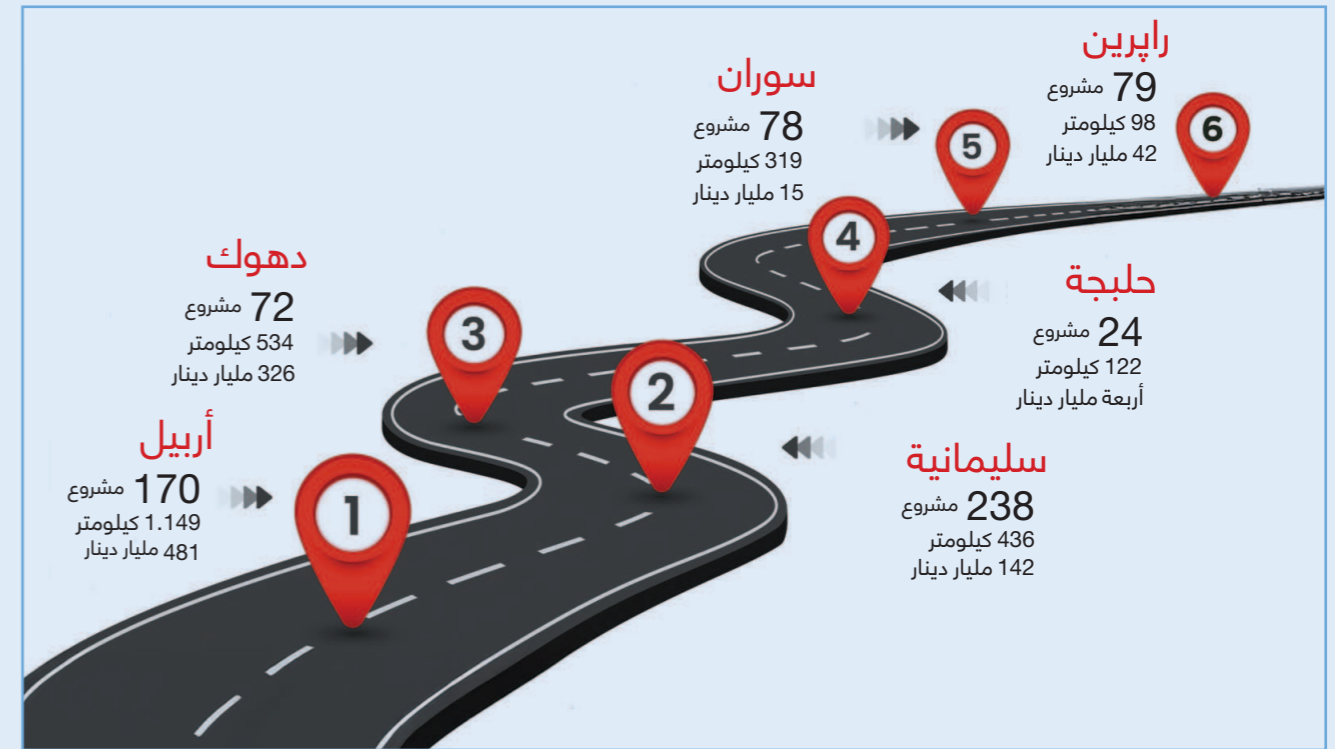 أربيل
170 مشروع
1.149 كيلومتر
481 مليار دينار
1
سليمانية
238 مشروع
436 كيلومتر
142 مليار دينار
2
دهوك
72 مشروع
534 كيلومتر
326 مليار دينار
3
حلبجة
24 مشروع
122 كيلومتر
أربعة مليار دينار
4
سوران
78 مشروع
319 كيلومتر
15 مليار دينار
5
راپرين
79 مشروع
98 كيلومتر
42 مليار دينار
6